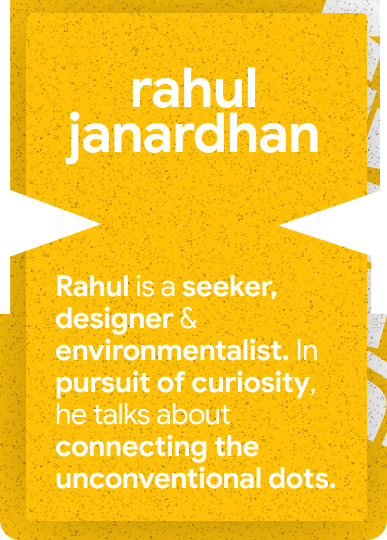 rahul
janardhan
Rahul is a seeker,
designer &
environmentalist. In
pursuit of curiosity,
he talks about
connecting the
unconventional dots.